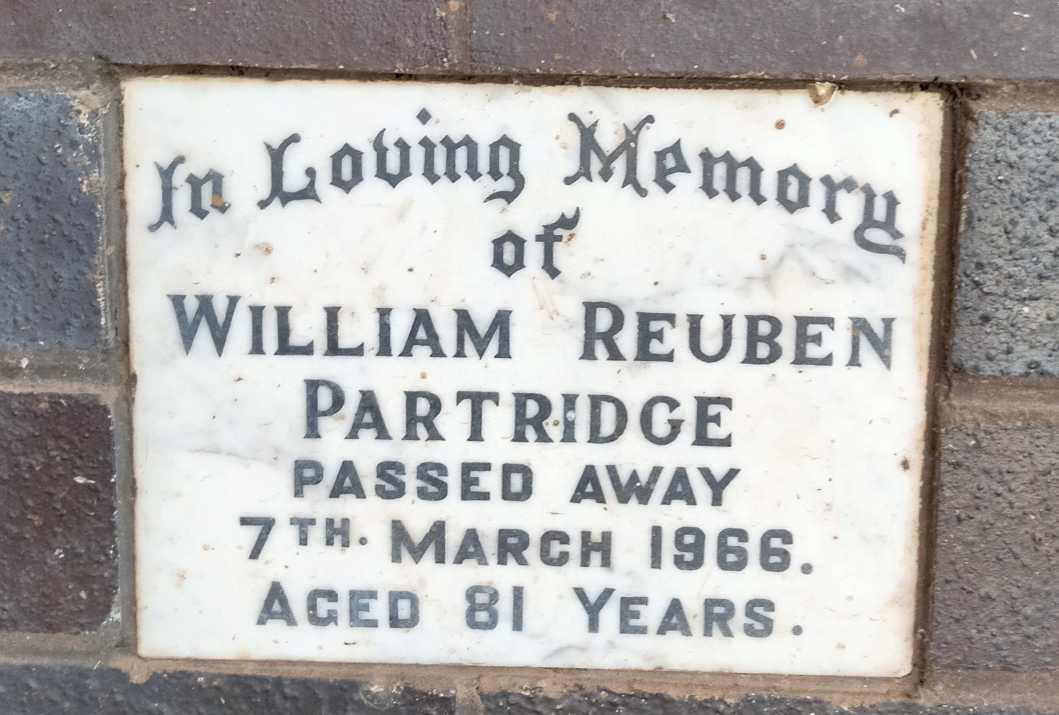 In Loving Memory
of
WILLIAM REUBEN
PARTRIDGE
PASSED AWAY
7TH. MARCH 1966.
AGED 81 YEARS.